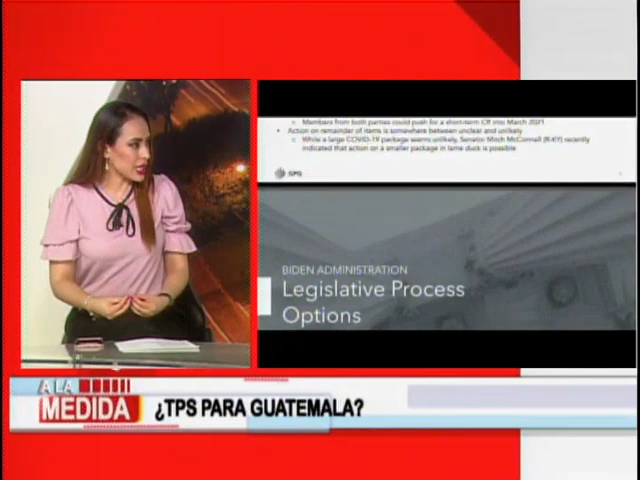 Members from both parties could push for a short-term CR into March 2021
• Action on remainder of items is somewhere between unclear and unlikely
o While a large COVID-19 package seems unlikely, Senator Mitch McConnell (R-KY) recently
indicated that action on a smaller package in lame duck is possible
GPG
BIDEN ADMINISTRATION
Legislative Process
Options
A LA
MEDIDA
¿TPS PARA GUATEMALA?